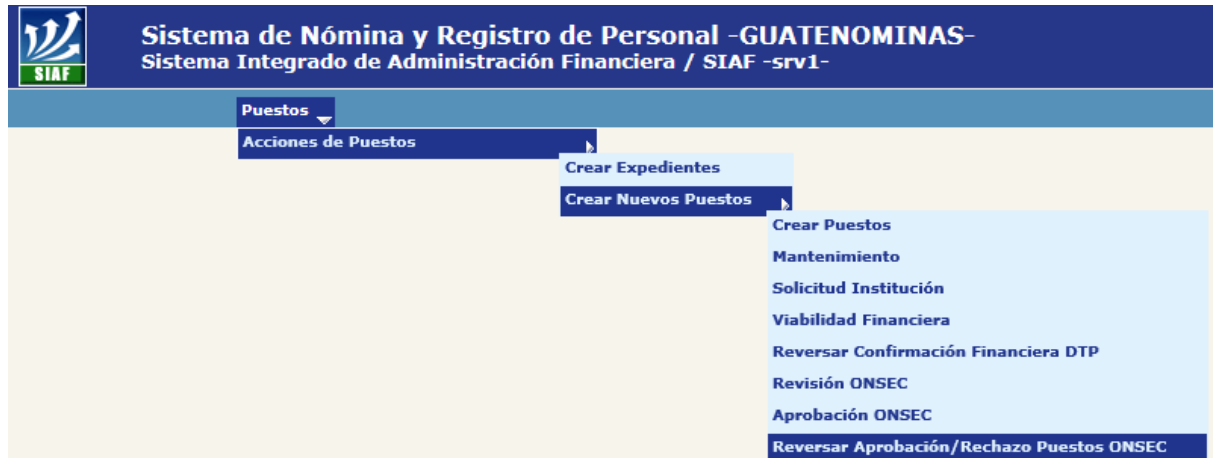 SIAF
Sistema de Nómina y Registro de Personal -GUATENOMINAS-
Sistema Integrado de Administración Financiera / SIAF -srv1-
Puestos
Acciones de Puestos
Crear Expedientes
Crear Nuevos Puestos
Crear Puestos
Mantenimiento
Solicitud Institución
Viabilidad Financiera
Reversar Confirmación Financiera DTP
Revisión ONSEC
Aprobación ONSEC
Reversar Aprobación/Rechazo Puestos ONSEC